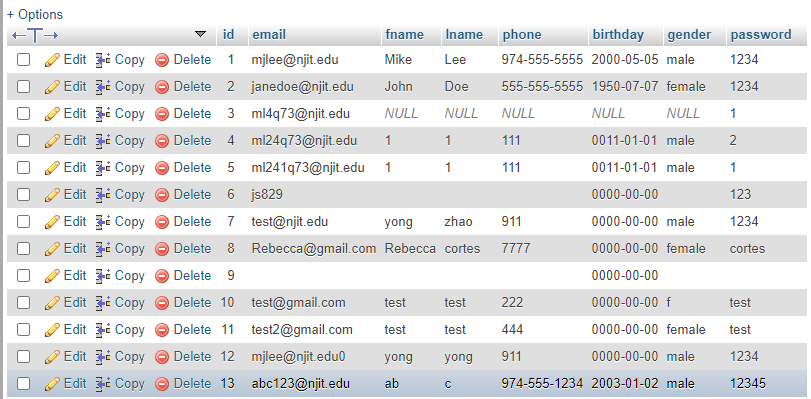 + Options
←T→ ▼ id email fname lname phone birthday gender password
Edit Copy Delete 1 mjlee@njit.edu Mike Lee 974-555-5555 2000-05-05 male 1234
Edit Copy Delete 2 janedoe@njit.edu John Doe 555-555-5555 1950-07-07 female 1234
Edit Copy Delete 3 ml4q73@njit.edu NULL NULL NULL NULL NULL 1
Edit Copy Delete 4 ml24q73@njit.edu 1 1 111 0011-01-01 male 2
Edit Copy Delete 5 ml241q73@njit.edu 1 1 111 0011-01-01 male 1
Edit Copy Delete 6 js829 0000-00-00 123
Edit Copy Delete 7 test@njit.edu yong zhao 911 0000-00-00 male 1234
Edit Copy Delete 8 Rebecca@gmail.com Rebecca cortes 7777 0000-00-00 female cortes
Edit Copy Delete 9 0000-00-00
Edit Copy Delete 10 test@gmail.com test test 222 0000-00-00 f test
Edit Copy Delete 11 test2@gmail.com test test 444 0000-00-00 female test
Edit Copy Delete 12 mjlee@njit.edu0 yong yong 911 0000-00-00 male 1234
Edit Copy Delete 13 abc123@njit.edu ab c 974-555-1234 2003-01-02 male 12345